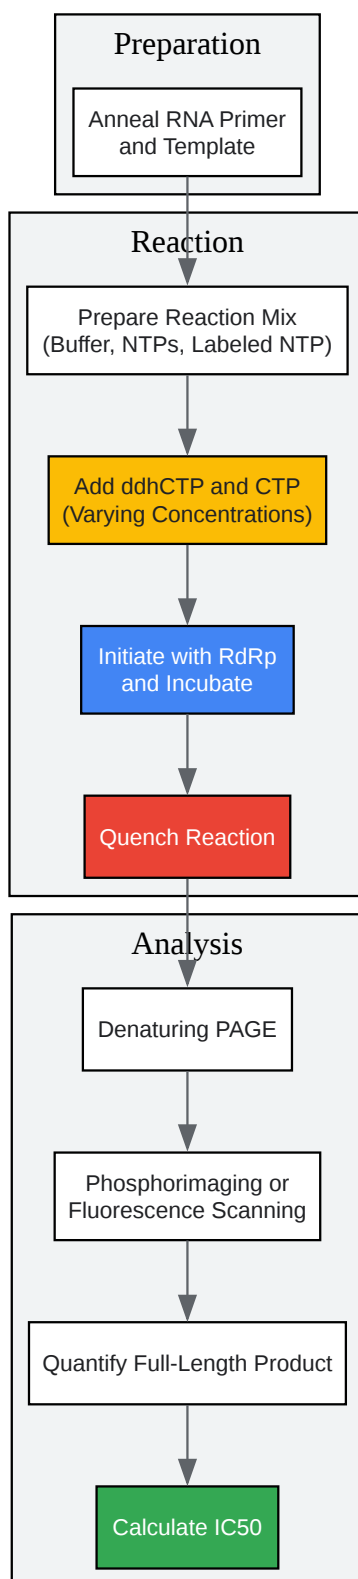 Preparation
Anneal RNA Primer
and Template
Reaction
Prepare Reaction Mix
(Buffer, NTPs, Labeled NTP)
Add ddhCTP and CTP
(Varying Concentrations)
Initiate with RdRp
and Incubate
Quench Reaction
Analysis
Denaturing PAGE
Phosphorimaging or
Fluorescence Scanning
Quantify Full-Length Product
Calculate IC50